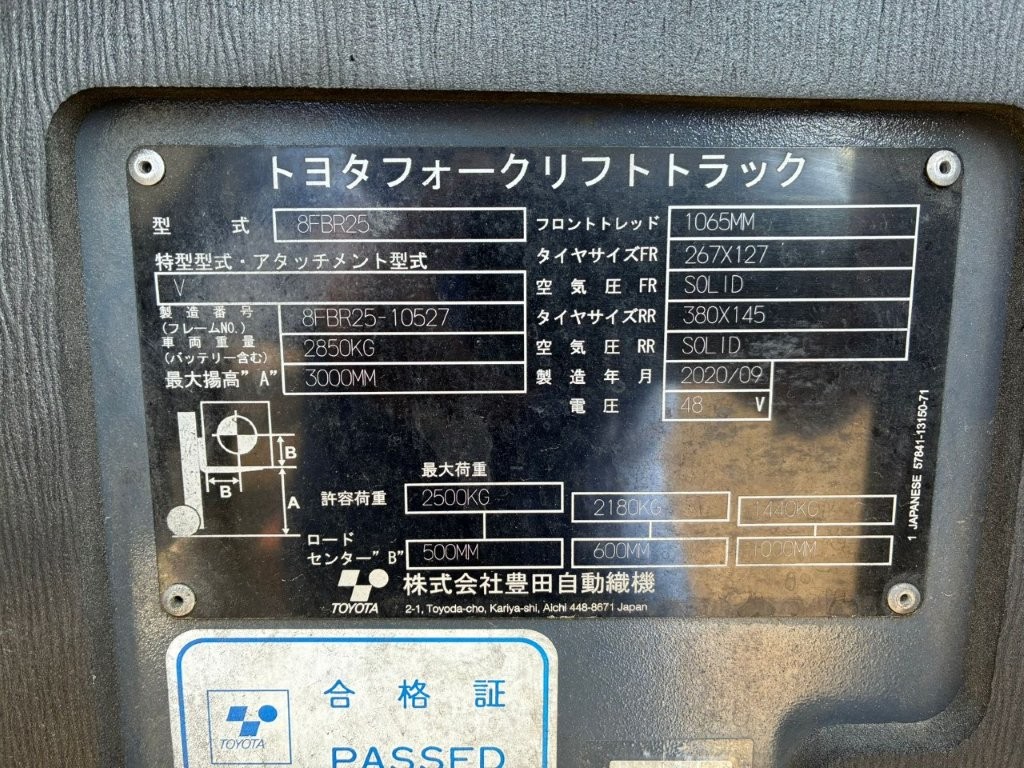 トヨタフォークリフトトラック
型 式 8FBR25
特型型式・アタッチメント型式
V
製造番号
(フレームNO.) 8FBR25-10527
車両重量
(バッテリー含む) 2850KG
最大揚高"A" 3000MM
フロントトレッド 1065MM
タイヤサイズFR 267X127
空気圧 FR SOLID
タイヤサイズRR 380X145
空気圧 RR SOLID
製造年月 2020/09
電圧 48 V
B
B
A
最大荷重
許容荷重 2500KG 2180KG 1440KG
ロード
センター"B" 500MM 600MM 1000MM
TOYOTA
株式会社豊田自動織機
2-1, Toyoda-cho, Kariya-shi, Aichi 448-8671 Japan
1 JAPANESE 57841-13150-71
合格証
TOYOTA
PASSED